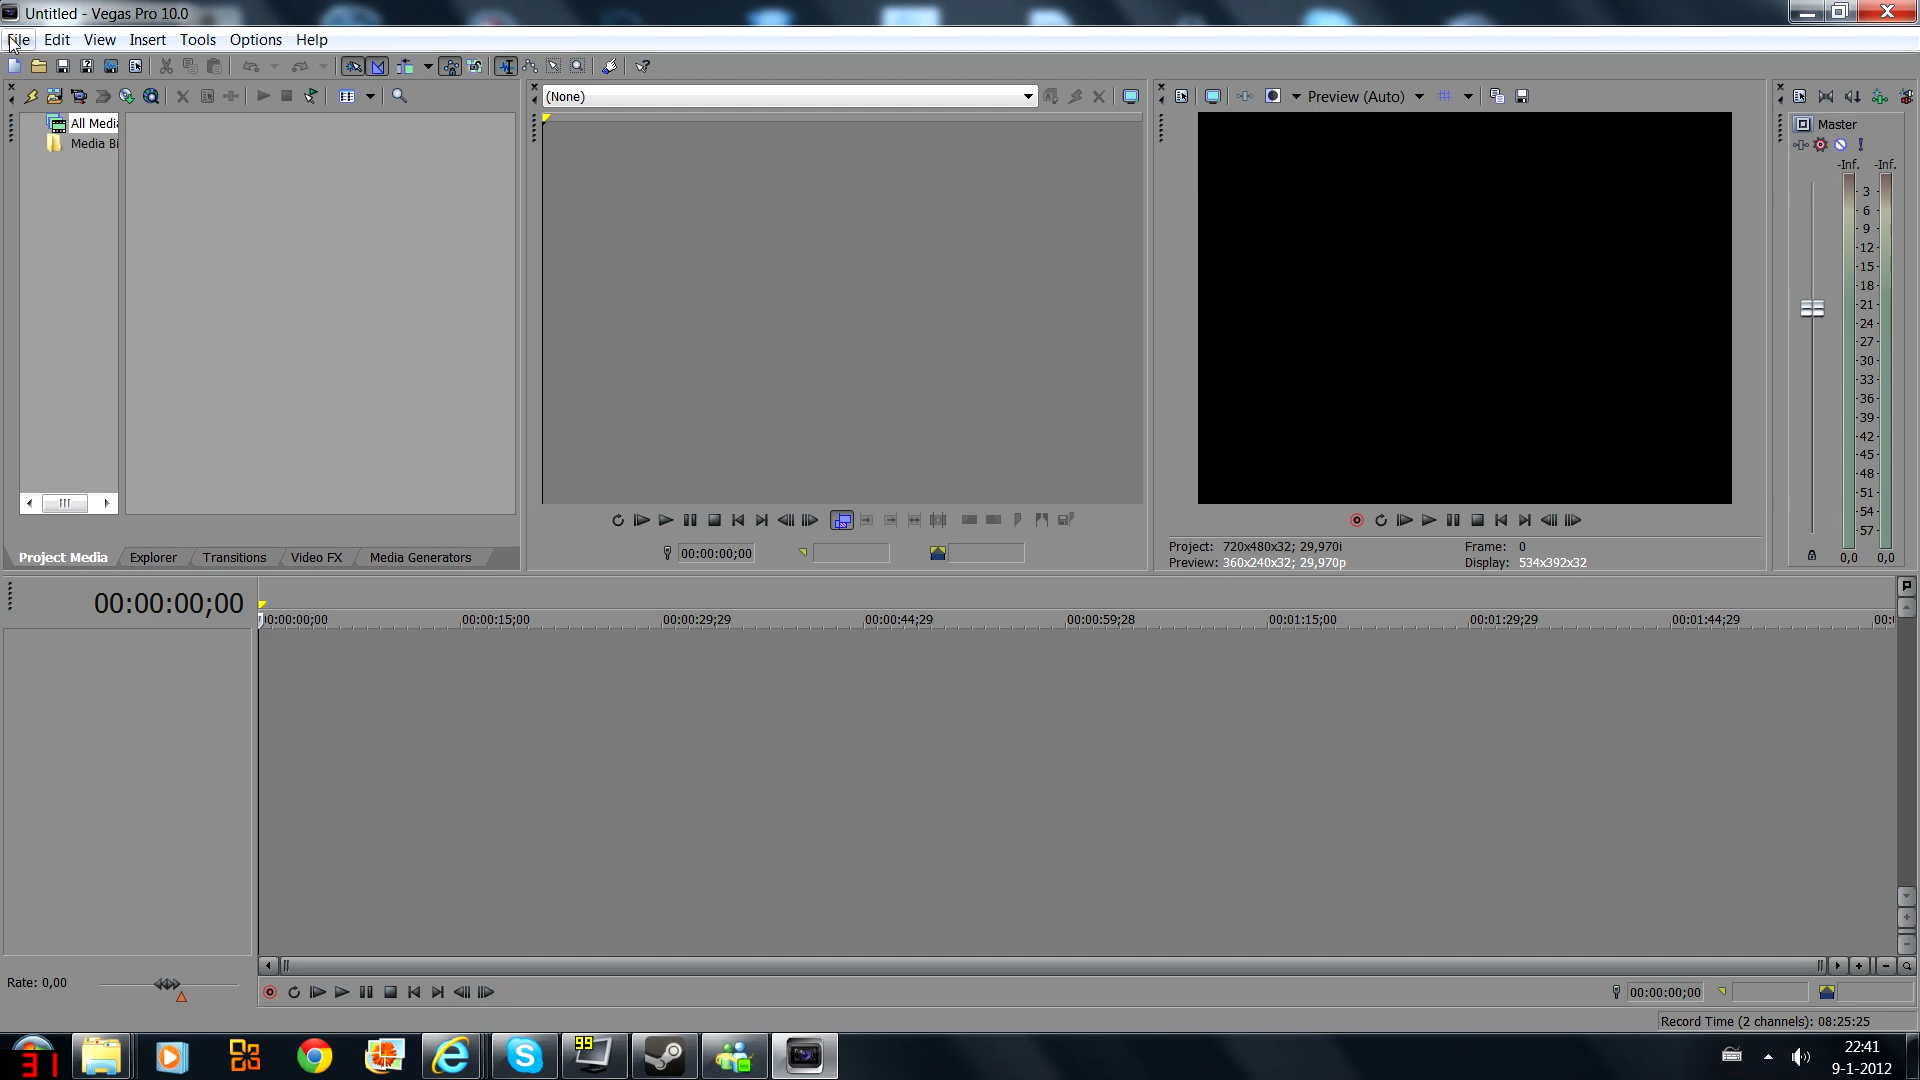 Untitled - Vegas Pro 10.0
File Edit View Insert Tools Options Help
(None)
Preview (Auto)
All Media
Media Bi
Master
-Inf. -Inf.
3
6
9
12
15
18
21
24
27
30
33
36
39
42
45
48
51
54
57
0,0 0,0
00:00:00;00
Project: 720x480x32; 29,970i
Preview: 360x240x32; 29,970p
Frame: 0
Display: 534x392x32
Project Media Explorer Transitions Video FX Media Generators
00:00:00;00
00:00:00;00 00:00:15;00 00:00:29;29 00:00:44;29 00:00:59;28 00:01:15;00 00:01:29;29 00:01:44;29 00:0
Rate: 0,00
00:00:00;00
Record Time (2 channels): 08:25:25
31
99
22:41
9-1-2012